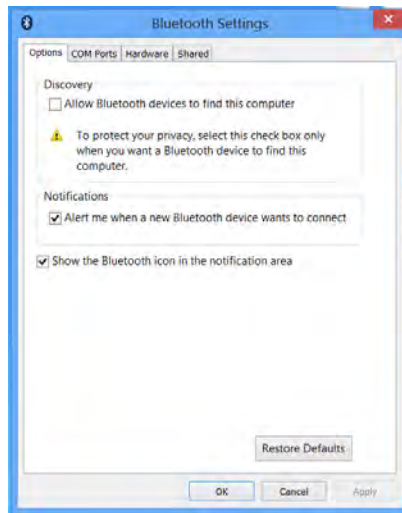 Bluetooth Settings
Options COM Ports Hardware Shared
Discovery
Allow Bluetooth devices to find this computer
To protect your privacy, select this check box only
when you want a Bluetooth device to find this
computer.
Notifications
Alert me when a new Bluetooth device wants to connect
Show the Bluetooth icon in the notification area
Restore Defaults
OK Cancel Apply